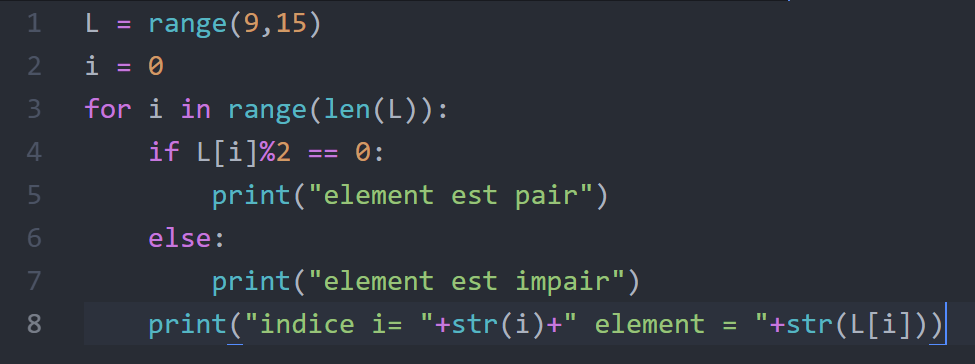 1 L = range(9,15)
2 i = 0
3 for i in range(len(L)):
4     if L[i]%2 == 0:
5         print("element est pair")
6     else:
7         print("element est impair")
8     print("indice i= "+str(i)+" element = "+str(L[i]))